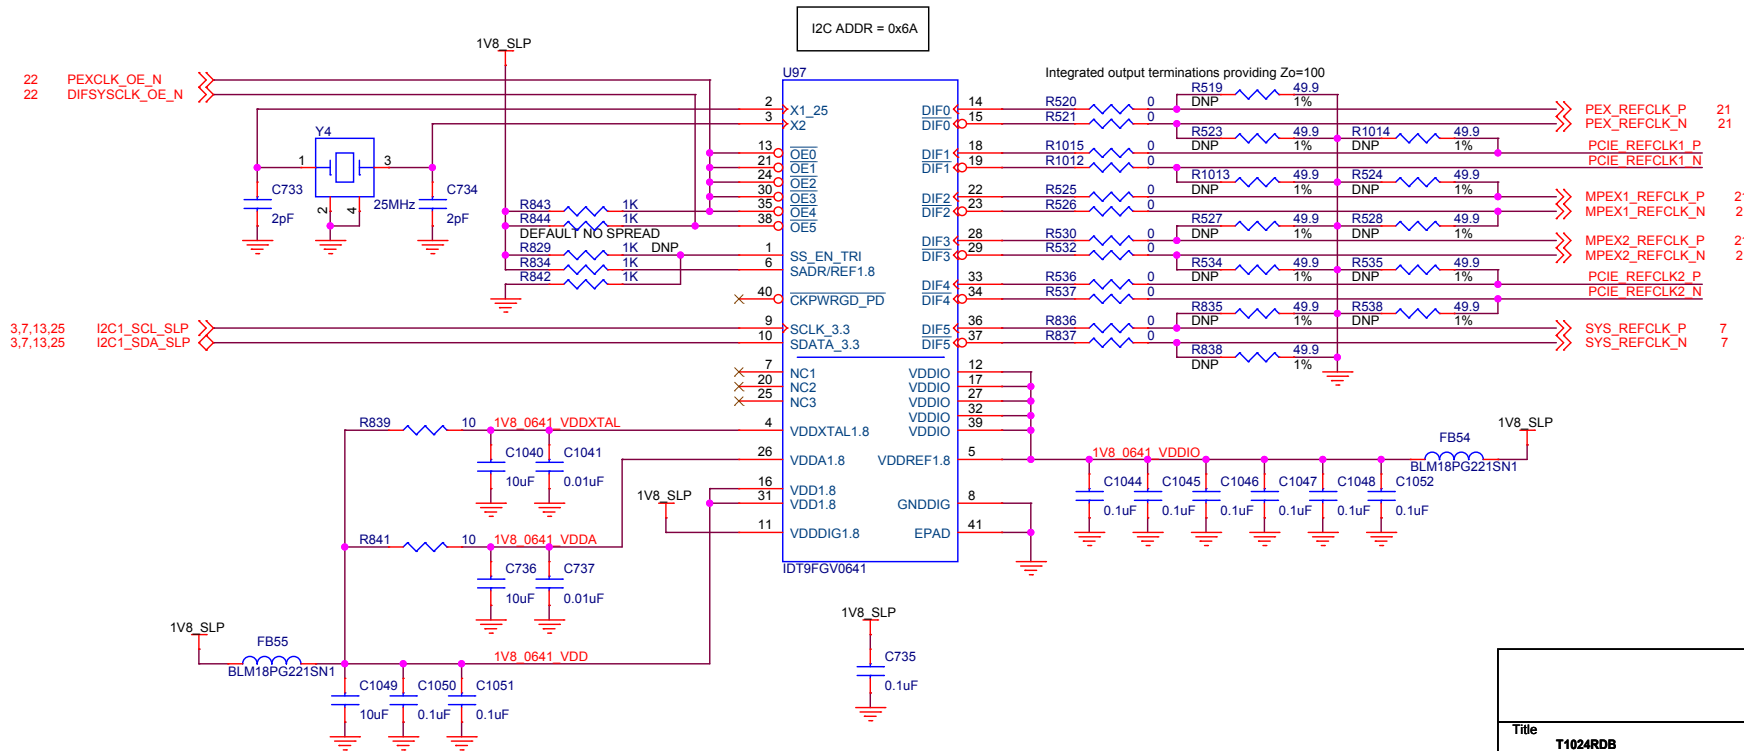 I2C ADDR = 0x6A
1V8_SLP
22 PEXCLK_OE_N
22 DIFSYSCLK_OE_N
U97
Integrated output terminations providing Zo=100
R519 49.9
DNP 1%
2 X1_25
3 X2
DIF0 14 R520 0
DIF0 15 R521 0
PEX_REFCLK_P 21
PEX_REFCLK_N 21
Y4
1 3
2 4
25MHz
C733
2pF
C734
2pF
R523 49.9 R1014 49.9
DNP 1% DNP 1%
13 OE0
21 OE1
24 OE2
30 OE3
35 OE4
38 OE5
DIF1 18 R1015 0 PCIE_REFCLK1_P
DIF1 19 R1012 0 PCIE_REFCLK1_N
R1013 49.9 R524 49.9
DNP 1% DNP 1%
DIF2 22 R525 0 MPEX1_REFCLK_P 21
DIF2 23 R526 0 MPEX1_REFCLK_N 2
R843 1K
R844 1K
DEFAULT NO SPREAD
R829 1K DNP
R834 1K
R842 1K
R527 49.9 R528 49.9
DNP 1% DNP 1%
1 SS_EN_TRI
6 SADR/REF1.8
DIF3 28 R530 0 MPEX2_REFCLK_P 21
DIF3 29 R532 0 MPEX2_REFCLK_N 2
R534 49.9 R535 49.9
DNP 1% DNP 1%
40 CKPWRGD_PD
DIF4 33 R536 0 PCIE_REFCLK2_P
DIF4 34 R537 0 PCIE_REFCLK2_N
R835 49.9 R538 49.9
DNP 1% DNP 1%
3,7,13,25 I2C1_SCL_SLP 9 SCLK_3.3
3,7,13,25 I2C1_SDA_SLP 10 SDATA_3.3
DIF5 36 R836 0 SYS_REFCLK_P 7
DIF5 37 R837 0 SYS_REFCLK_N 7
R838 49.9
DNP 1%
7 NC1
20 NC2
25 NC3
VDDIO 12
VDDIO 17
VDDIO 27
VDDIO 32
VDDIO 39
R839 10 1V8_0641_VDDXTAL 4 VDDXTAL1.8
C1040
10uF
C1041
0.01uF
26 VDDA1.8
VDDREF1.8 5
1V8_0641_VDDIO
FB54
BLM18PG221SN1
1V8_SLP
C1044 C1045 C1046 C1047 C1048 C1052
0.1uF 0.1uF 0.1uF 0.1uF 0.1uF 0.1uF
16 VDD1.8
31 VDD1.8
1V8_SLP
11 VDDDIG1.8
GNDDIG 8
EPAD 41
IDT9FGV0641
R841 10 1V8_0641_VDDA
C736
10uF
C737
0.01uF
1V8_SLP
FB55
BLM18PG221SN1
1V8_0641_VDD
C1049 C1050 C1051
10uF 0.1uF 0.1uF
1V8_SLP
C735
0.1uF
Title
T1024RDB